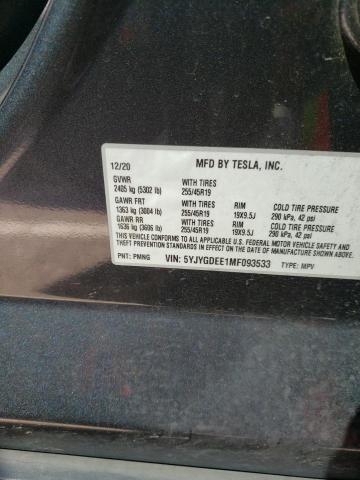 12/20 MFD BY TESLA, INC.
GVWR WITH TIRES
2405 kg (5302 lb) 255/45R19
GAWR FRT WITH TIRES RIM COLD TIRE PRESSURE
1363 kg (3004 lb) 255/45R19 19X9.5J 290 kPa, 42 psi
GAWR RR WITH TIRES RIM COLD TIRE PRESSURE
1636 kg (3606 lb) 255/45R19 19X9.5J 290 kPa, 42 psi
THIS VEHICLE CONFORMS TO ALL APPLICABLE U.S. FEDERAL MOTOR VEHICLE SAFETY AND
THEFT PREVENTION STANDARDS IN EFFECT ON THE DATE OF MANUFACTURE SHOWN ABOVE.
PNT: PMNG VIN: 5YJYGDEE1MF093533 TYPE: MPV